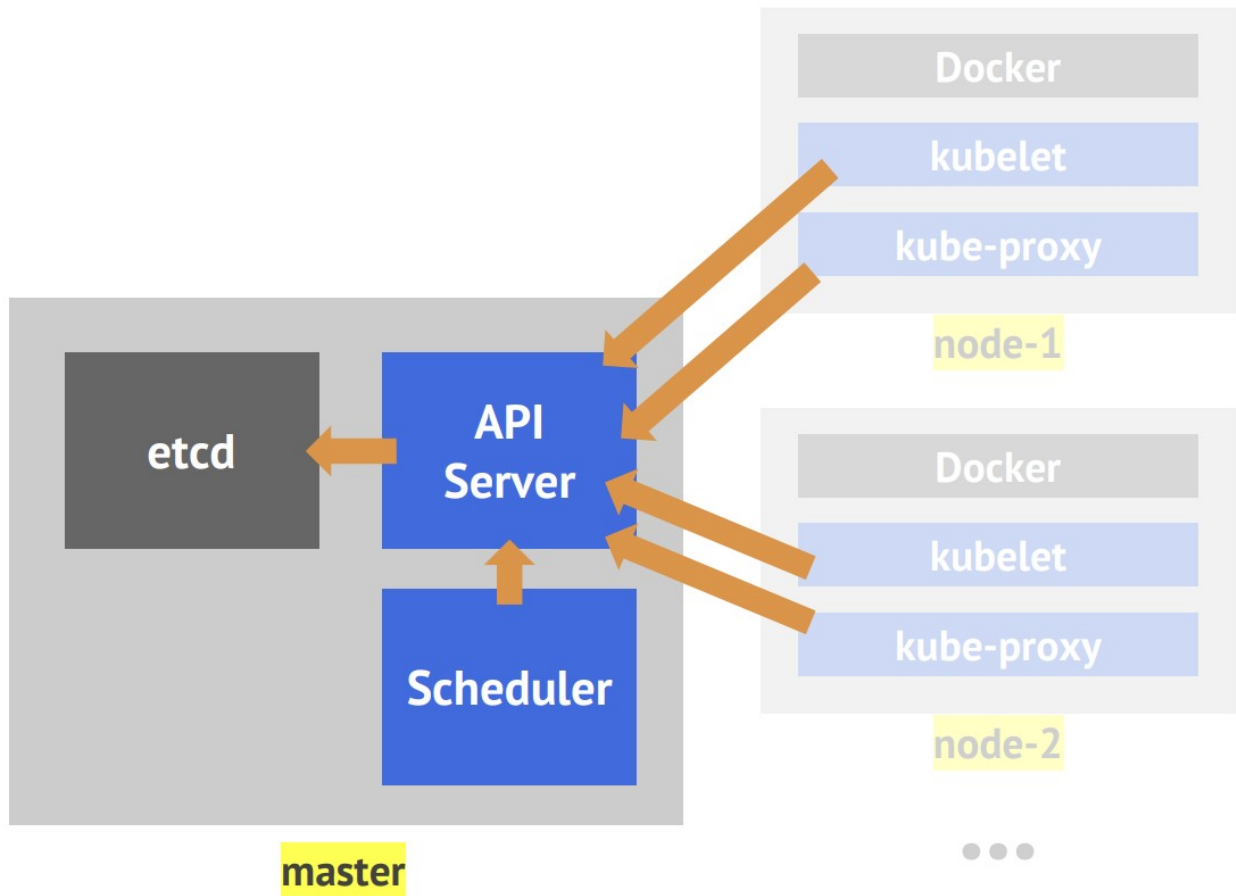 etcd
API
Server
Scheduler
master
Docker
kubelet
kube-proxy
node-1
Docker
kubelet
kube-proxy
node-2
...